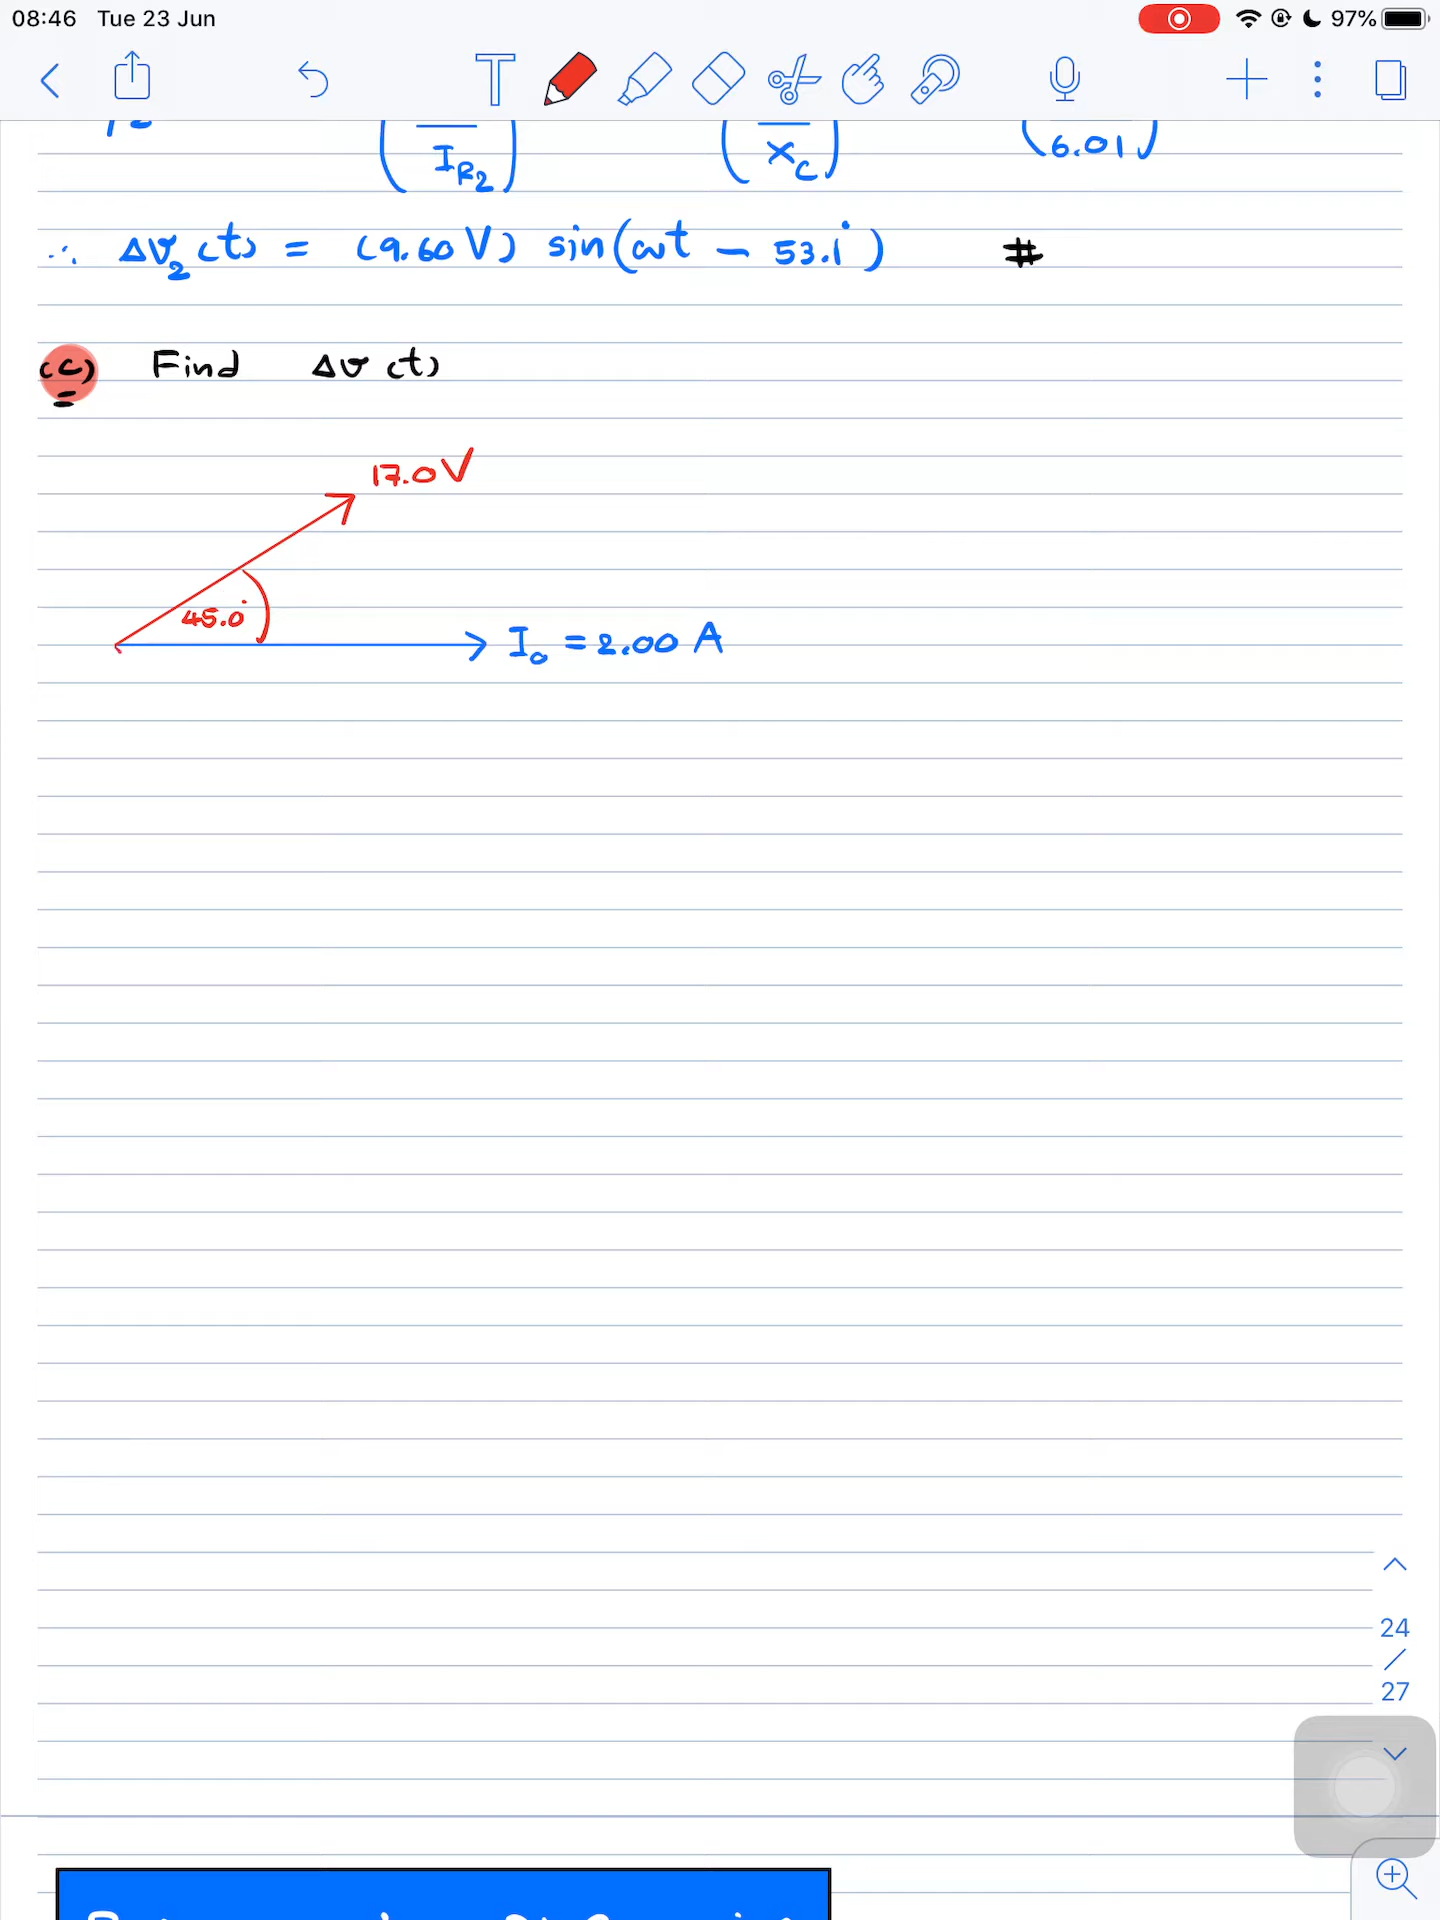 08:46 Tue 23 Jun 97%
T
I_R₂ X_C 6.01
∴ Δv₂(t) = (9.60 V) sin(ωt − 53.1°) #
(c) Find Δv(t)
17.0 V
45.0°
I₀ = 2.00 A
24
/
27